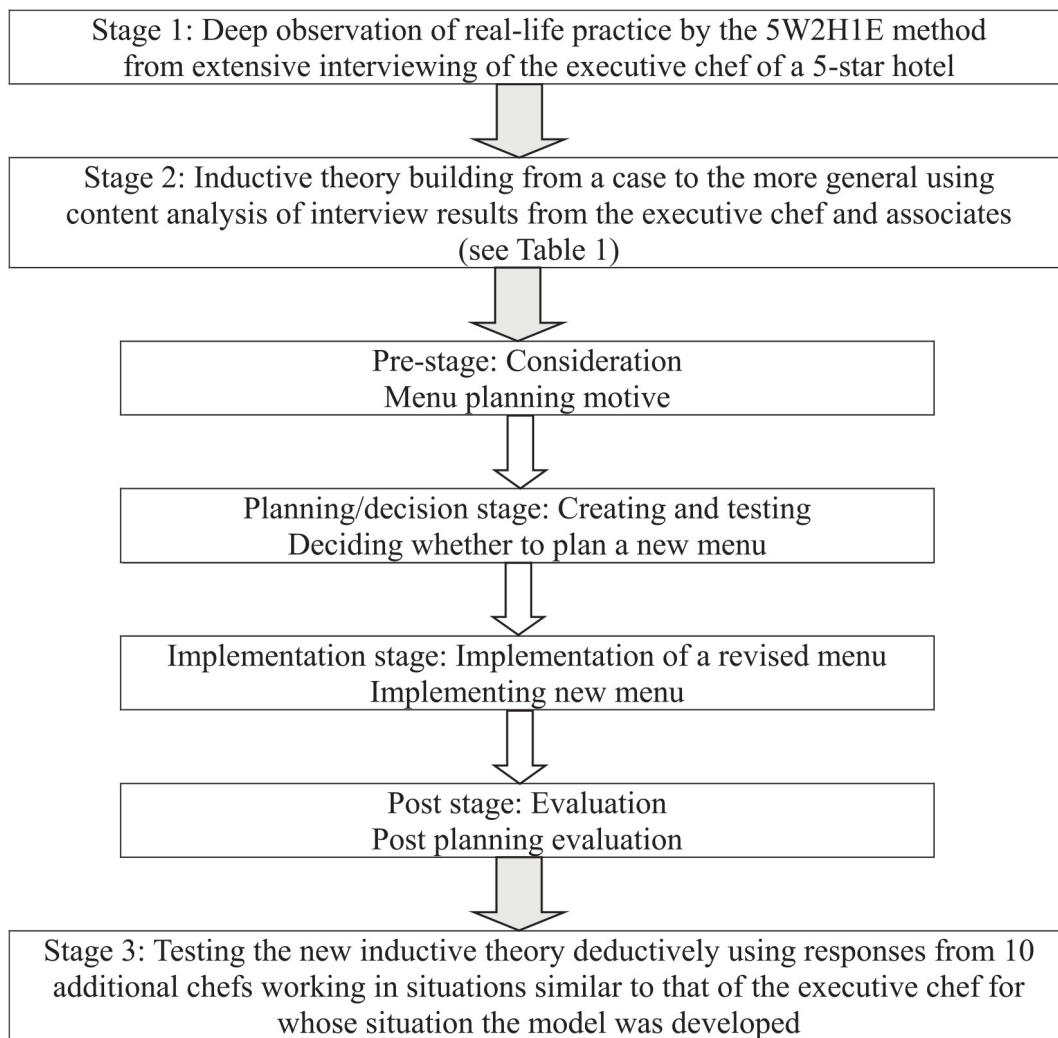 Stage 1: Deep observation of real-life practice by the 5W2H1E method
from extensive interviewing of the executive chef of a 5-star hotel
Stage 2: Inductive theory building from a case to the more general using
content analysis of interview results from the executive chef and associates
(see Table 1)
Pre-stage: Consideration
Menu planning motive
Planning/decision stage: Creating and testing
Deciding whether to plan a new menu
Implementation stage: Implementation of a revised menu
Implementing new menu
Post stage: Evaluation
Post planning evaluation
Stage 3: Testing the new inductive theory deductively using responses from 10
additional chefs working in situations similar to that of the executive chef for
whose situation the model was developed